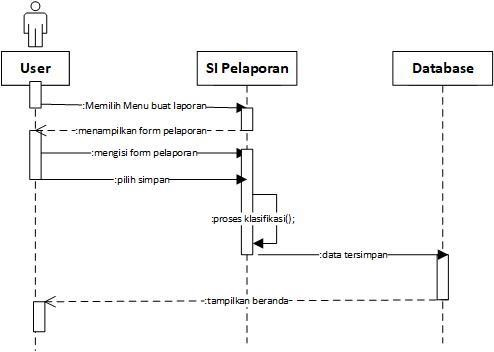 User
SI Pelaporan
Database
:Memilih Menu buat laporan
:menampilkan form pelaporan
:mengisi form pelaporan
:pilih simpan
:proses klasifikasi();
:data tersimpan
:tampilkan beranda